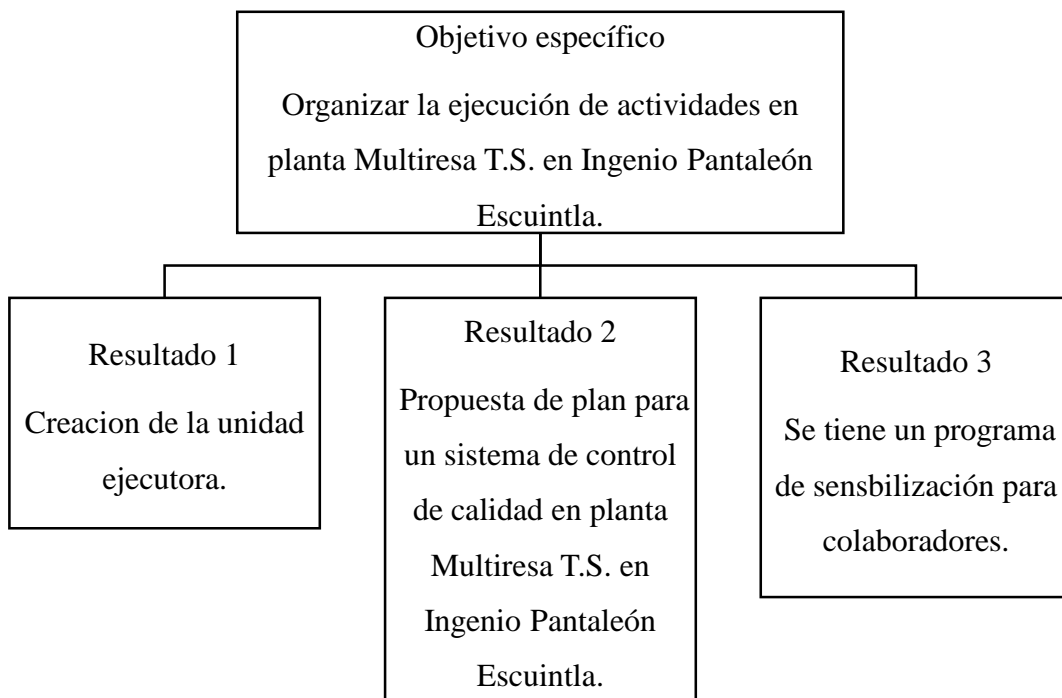 Objetivo específico
Organizar la ejecución de actividades en
planta Multiresa T.S. en Ingenio Pantaleón
Escuintla.
Resultado 1
Creacion de la unidad
ejecutora.
Resultado 2
Propuesta de plan para
un sistema de control
de calidad en planta
Multiresa T.S. en
Ingenio Pantaleón
Escuintla.
Resultado 3
Se tiene un programa
de sensbilización para
colaboradores.